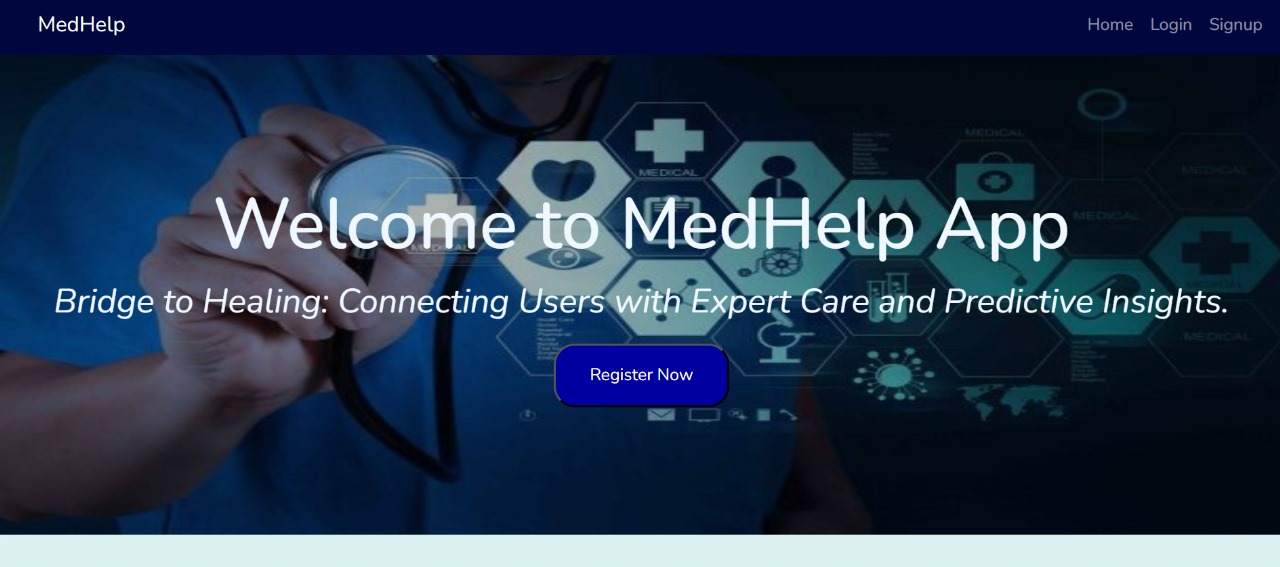 MedHelp
Home Login Signup
MEDICAL
MEDICAL
MEDICAL
MEDICAL
Welcome to MedHelp App
Bridge to Healing: Connecting Users with Expert Care and Predictive Insights.
MEDICAL
Register Now